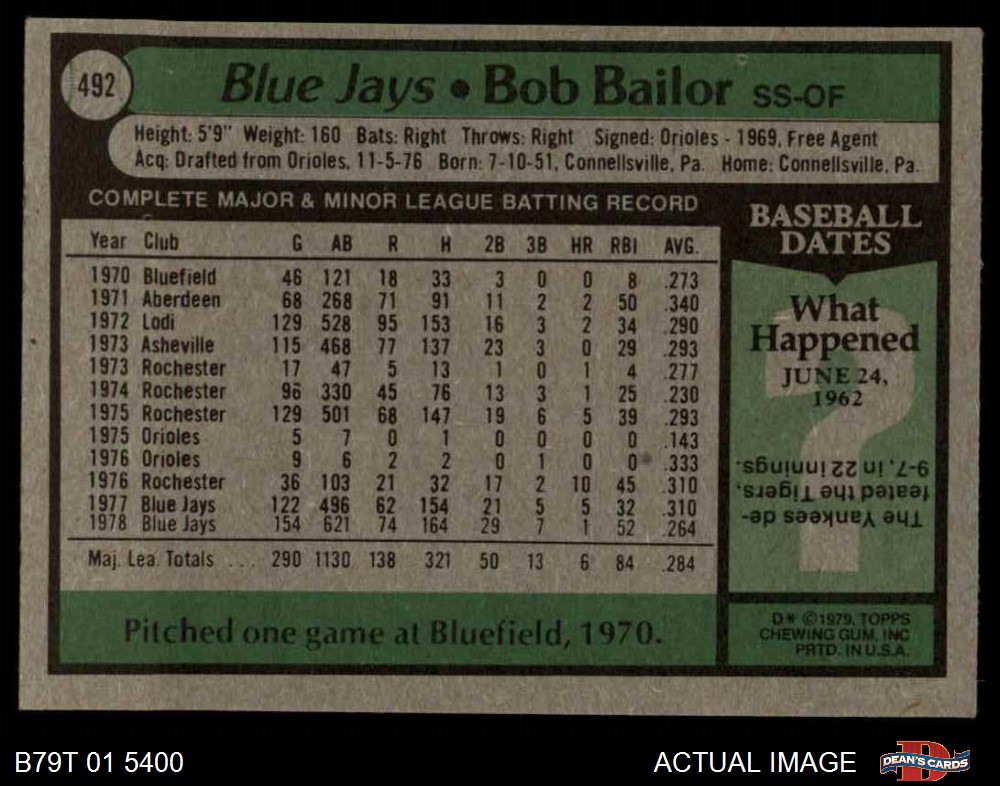 492
Blue Jays • Bob Bailor SS-OF
Height: 5'9" Weight: 160 Bats: Right Throws: Right Signed: Orioles - 1969, Free Agent
Acq: Drafted from Orioles, 11-5-76 Born: 7-10-51, Connellsville, Pa. Home: Connellsville, Pa.
COMPLETE MAJOR & MINOR LEAGUE BATTING RECORD
Year Club G AB R H 2B 3B HR RBI AVG.
1970 Bluefield 46 121 18 33 3 0 0 8 .273
1971 Aberdeen 68 268 71 91 11 2 2 50 .340
1972 Lodi 129 528 95 153 16 3 2 34 .290
1973 Asheville 115 468 77 137 23 3 0 29 .293
1973 Rochester 17 47 5 13 1 0 1 4 .277
1974 Rochester 96 330 45 76 13 3 1 25 .230
1975 Rochester 129 501 68 147 19 6 5 39 .293
1975 Orioles 5 7 0 1 0 0 0 0 .143
1976 Orioles 9 6 2 2 0 1 0 0 .333
1976 Rochester 36 103 21 32 17 2 10 45 .310
1977 Blue Jays 122 496 62 154 21 5 5 32 .310
1978 Blue Jays 154 621 74 164 29 7 1 52 .264
Maj. Lea. Totals ... 290 1130 138 321 50 13 6 84 .284
Pitched one game at Bluefield, 1970.
BASEBALL
DATES
What
Happened
JUNE 24,
1962
?
The Yankees de-
feated the Tigers,
9-7, in 22 innings.
D* ©1979, TOPPS
CHEWING GUM, INC
PRTD. IN U.S.A.
B79T 01 5400
ACTUAL IMAGE
D
DEAN'S CARDS